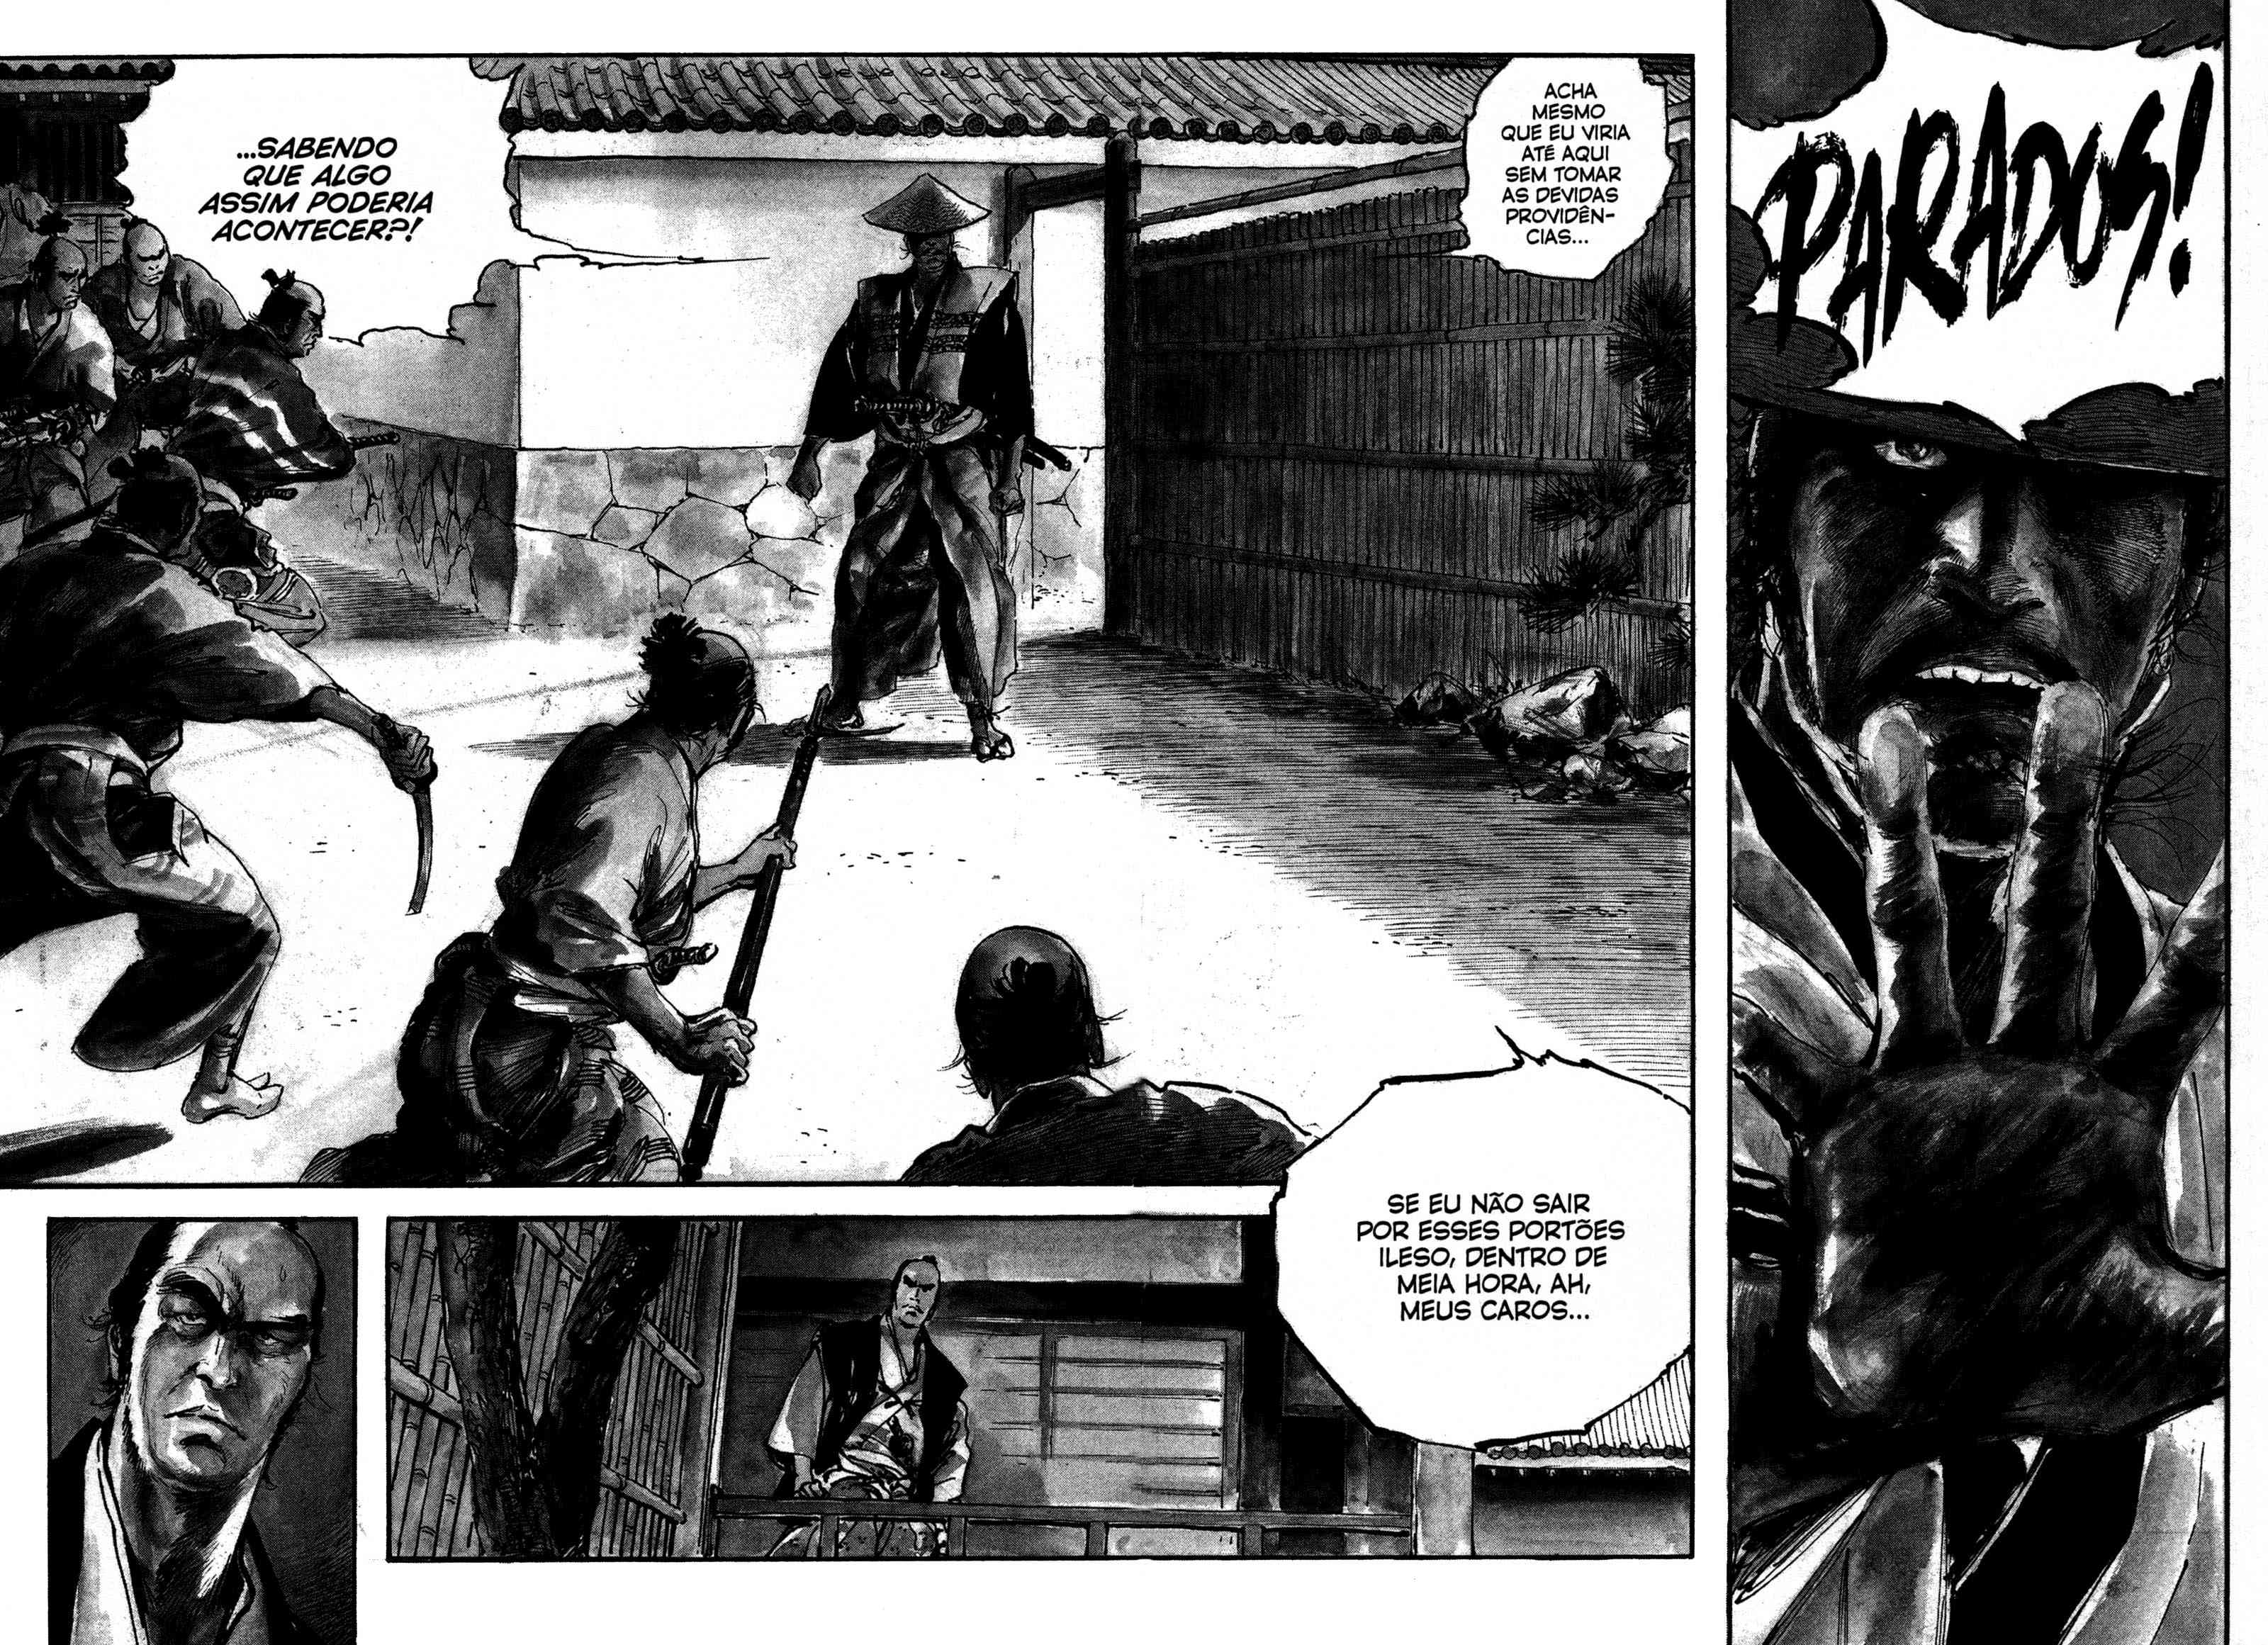 PARADOS!
ACHA
MESMO
QUE EU VIRIA
ATÉ AQUI
SEM TOMAR
AS DEVIDAS
PROVIDÊN-
CIAS...
...SABENDO
QUE ALGO
ASSIM PODERIA
ACONTECER?!
SE EU NÃO SAIR
POR ESSES PORTÕES
ILESO, DENTRO DE
MEIA HORA, AH,
MEUS CAROS...